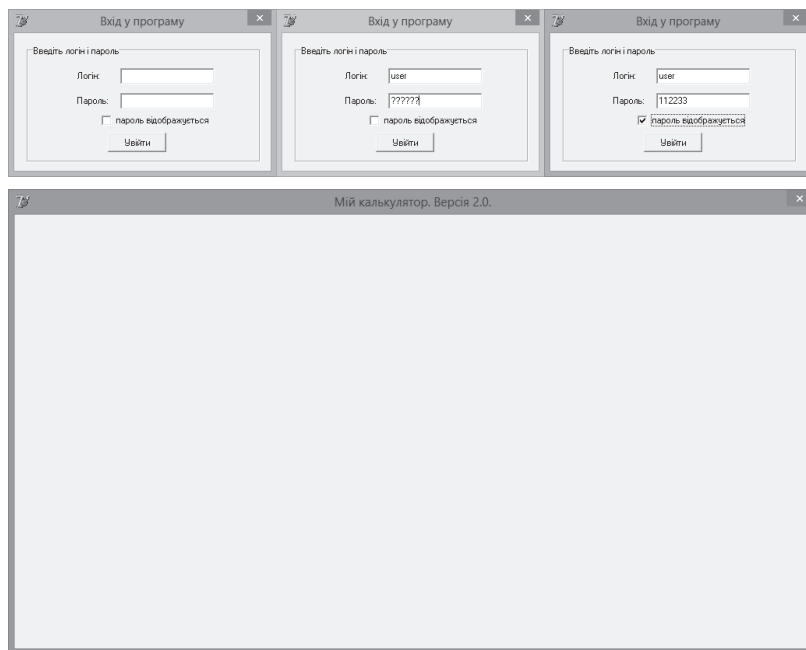 Вхід у програму
Введіть логін і пароль
Логін:
Пароль:
пароль відображується
Увійти
Вхід у програму
Введіть логін і пароль
Логін: user
Пароль: ??????
пароль відображується
Увійти
Вхід у програму
Введіть логін і пароль
Логін: user
Пароль: 112233
пароль відображується
Увійти
Мій калькулятор. Версія 2.0.